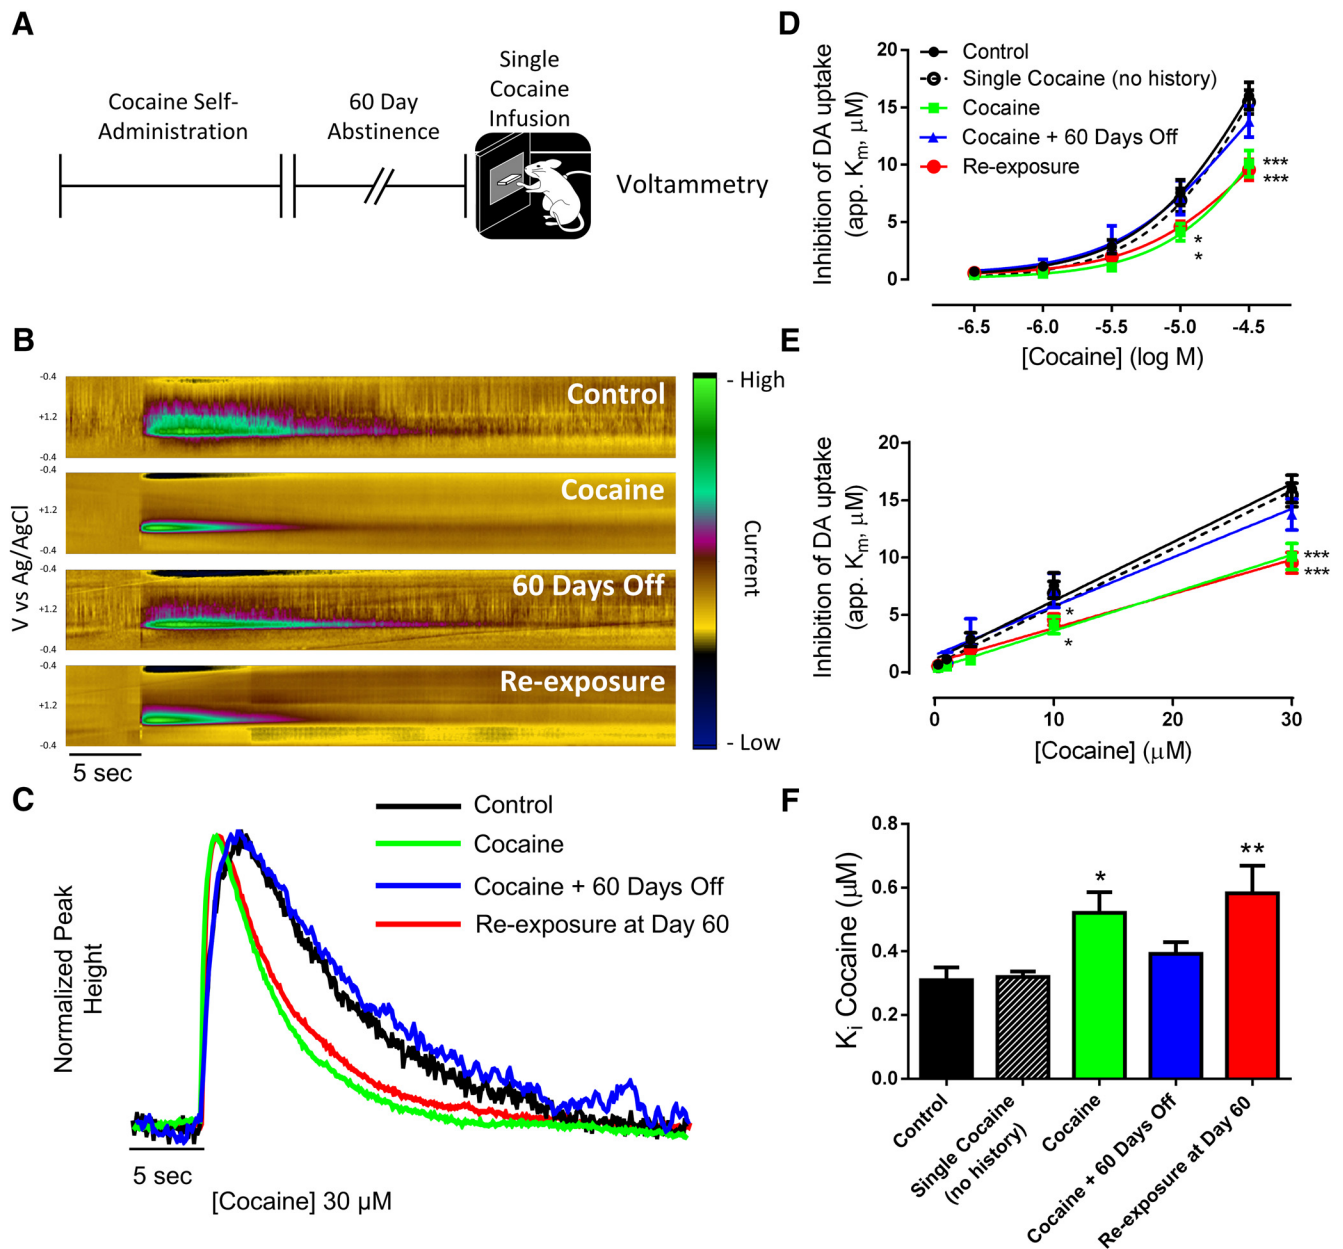 A
Cocaine Self-
Administration
60 Day
Abstinence
Single
Cocaine
Infusion
Voltammetry
B
V vs Ag/AgCl
-0.4
+1.2
-0.4
Control
-0.4
+1.2
-0.4
Cocaine
-0.4
+1.2
-0.4
60 Days Off
+1.2
-0.4
Re-exposure
5 sec
- High
Current
- Low
C
Normalized Peak
Height
Control
Cocaine
Cocaine + 60 Days Off
Re-exposure at Day 60
5 sec
[Cocaine] 30 µM
D
Inhibition of DA uptake
(app. Km, µM)
20
15
10
5
0
Control
Single Cocaine (no history)
Cocaine
Cocaine + 60 Days Off
Re-exposure
***
***
*
*
-6.5 -6.0 -5.5 -5.0 -4.5
[Cocaine] (log M)
E
Inhibition of DA uptake
(app. Km, µM)
20
15
10
5
0
***
***
*
*
0 10 20 30
[Cocaine] (µM)
F
Ki Cocaine (µM)
0.8
0.6
0.4
0.2
0.0
*
**
Control
Single Cocaine
(no history)
Cocaine
Cocaine + 60 Days Off
Re-exposure at Day 60